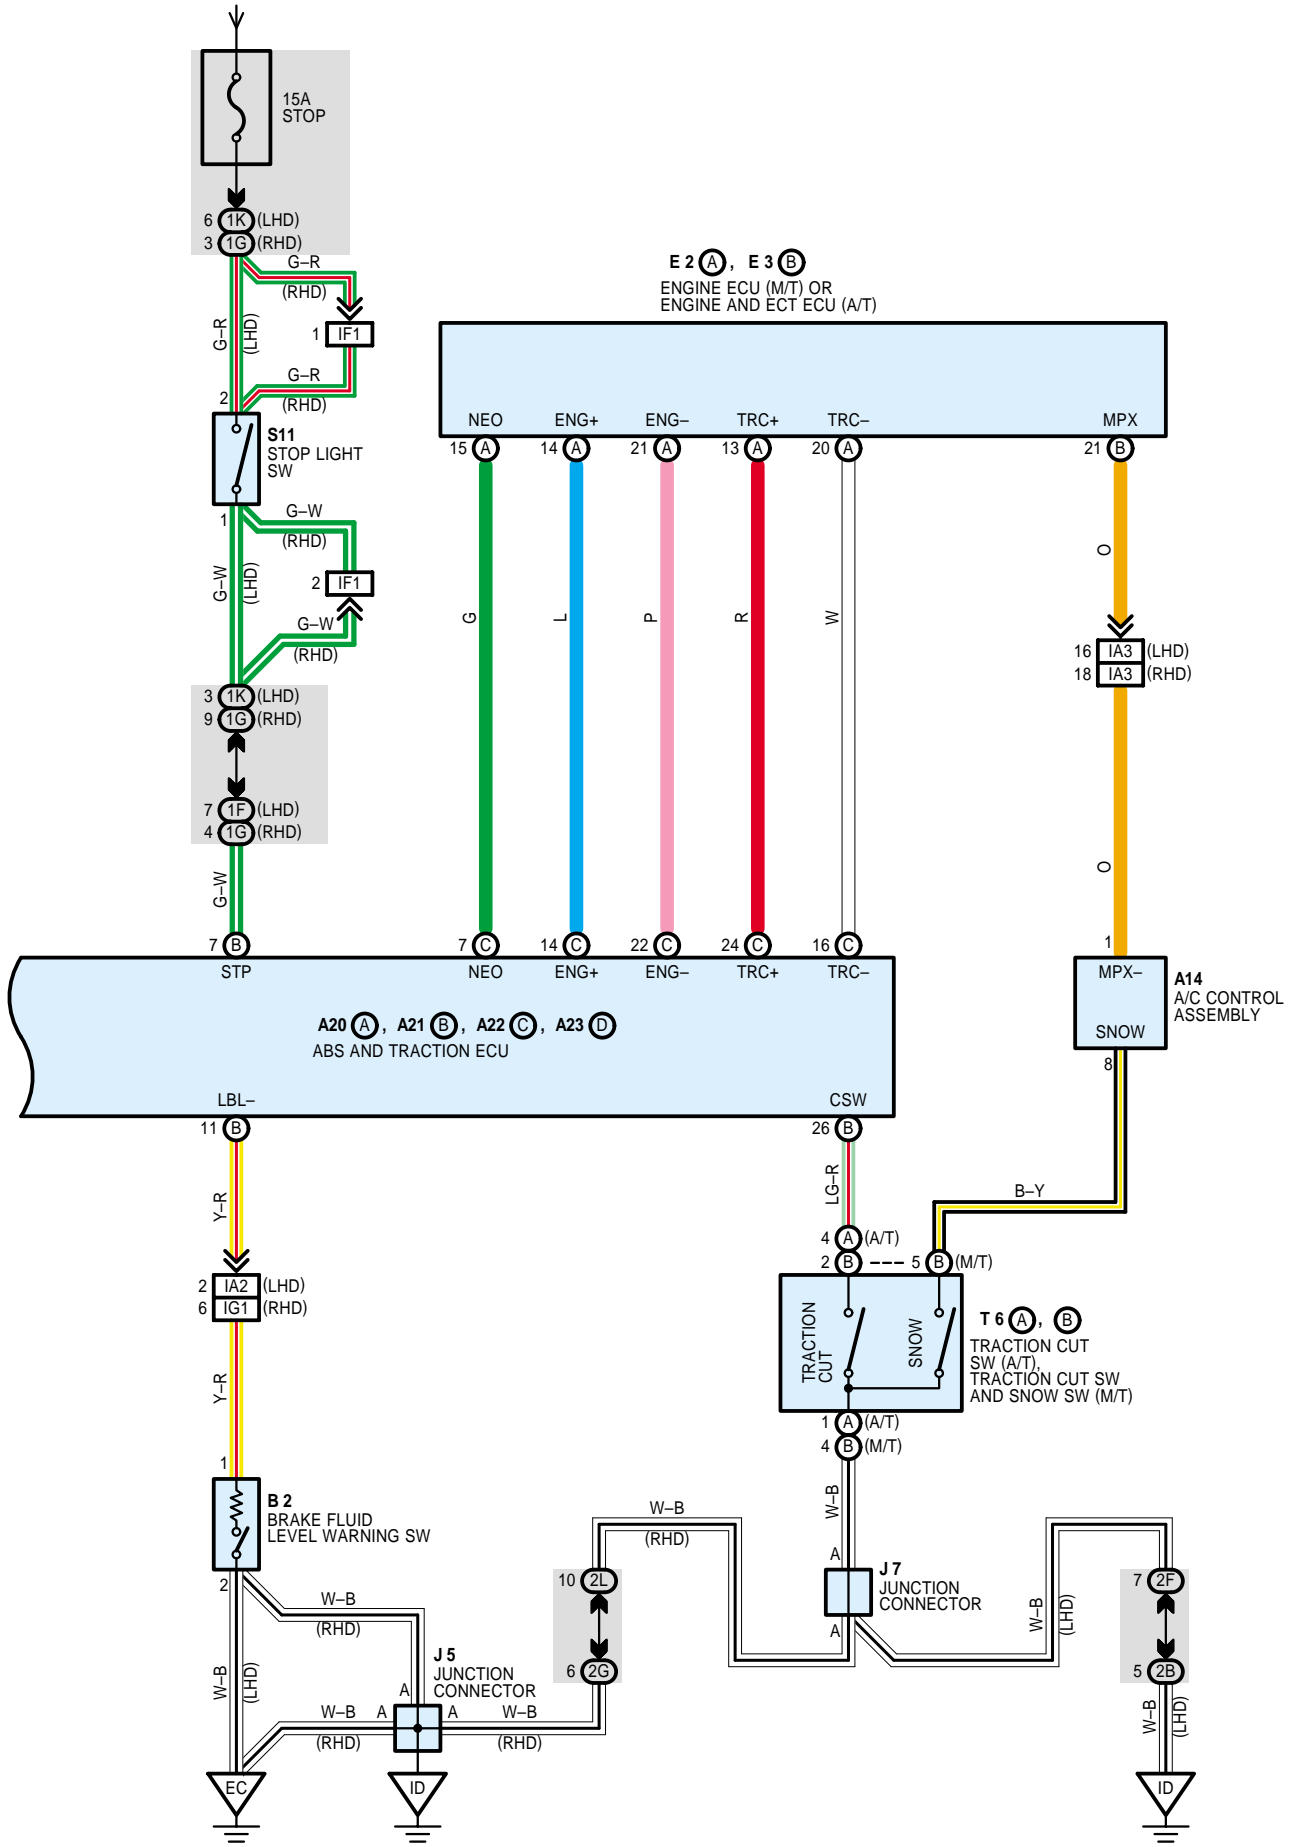 15A
STOP
6 1K (LHD)
3 1G (RHD)
G–R
(RHD)
G–R
(LHD)
1 IF1
G–R
(RHD)
2
S11
STOP LIGHT
SW
1
G–W
(RHD)
G–W
(LHD)
2 IF1
G–W
(RHD)
3 1K (LHD)
9 1G (RHD)
7 1F (LHD)
4 1G (RHD)
G–W
7 B
STP
E 2 A , E 3 B
ENGINE ECU (M/T) OR
ENGINE AND ECT ECU (A/T)
NEO ENG+ ENG– TRC+ TRC– MPX
15 A 14 A 21 A 13 A 20 A 21 B
G L P R W O
16 IA3 (LHD)
18 IA3 (RHD)
O
7 C 14 C 22 C 24 C 16 C
NEO ENG+ ENG– TRC+ TRC–
1
MPX–
A14
A/C CONTROL
ASSEMBLY
SNOW
8
A20 A , A21 B , A22 C , A23 D
ABS AND TRACTION ECU
LBL– CSW
11 B 26 B
Y–R
LG–R
B–Y
2 IA2 (LHD)
6 IG1 (RHD)
4 A (A/T)
2 B 5 B (M/T)
TRACTION
CUT
SNOW
T 6 A , B
TRACTION CUT
SW (A/T),
TRACTION CUT SW
AND SNOW SW (M/T)
1 A (A/T)
4 B (M/T)
Y–R
1
B 2
BRAKE FLUID
LEVEL WARNING SW
2
W–B
(RHD)
W–B
(LHD)
W–B
A
J 7
JUNCTION
CONNECTOR
A
W–B
(RHD)
10 2L
6 2G
W–B
(LHD)
7 2F
5 2B
W–B
(LHD)
J 5
JUNCTION
CONNECTOR
A
W–B A A W–B
(RHD) (RHD)
EC ID ID